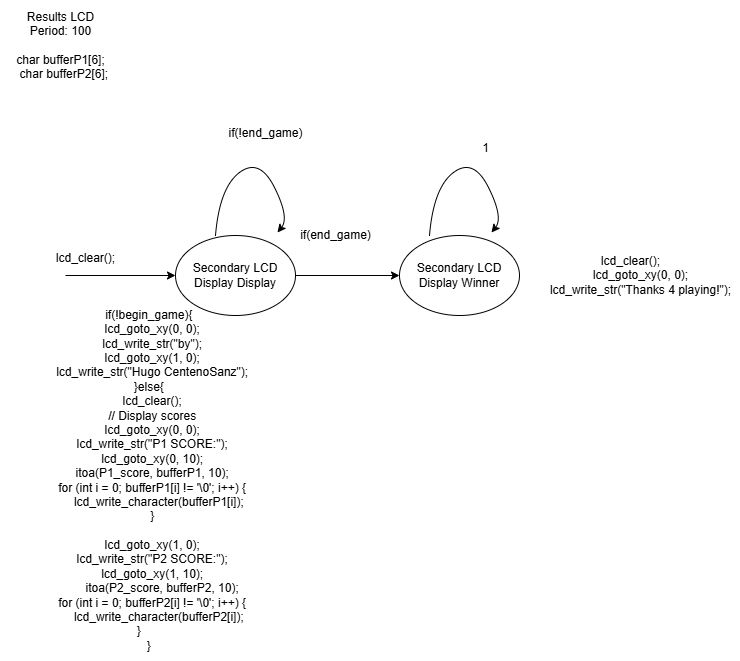 Results LCD
Period: 100
char bufferP1[6];
char bufferP2[6];
if(!end_game)
1
if(end_game)
lcd_clear();
Secondary LCD
Display Display
Secondary LCD
Display Winner
lcd_clear();
lcd_goto_xy(0, 0);
lcd_write_str("Thanks 4 playing!");
if(!begin_game){
lcd_goto_xy(0, 0);
lcd_write_str("by");
lcd_goto_xy(1, 0);
lcd_write_str("Hugo CentenoSanz");
}else{
lcd_clear();
// Display scores
lcd_goto_xy(0, 0);
lcd_write_str("P1 SCORE:");
lcd_goto_xy(0, 10);
itoa(P1_score, bufferP1, 10);
for (int i = 0; bufferP1[i] != '\0'; i++) {
lcd_write_character(bufferP1[i]);
}
lcd_goto_xy(1, 0);
lcd_write_str("P2 SCORE:");
lcd_goto_xy(1, 10);
itoa(P2_score, bufferP2, 10);
for (int i = 0; bufferP2[i] != '\0'; i++) {
lcd_write_character(bufferP2[i]);
}
}